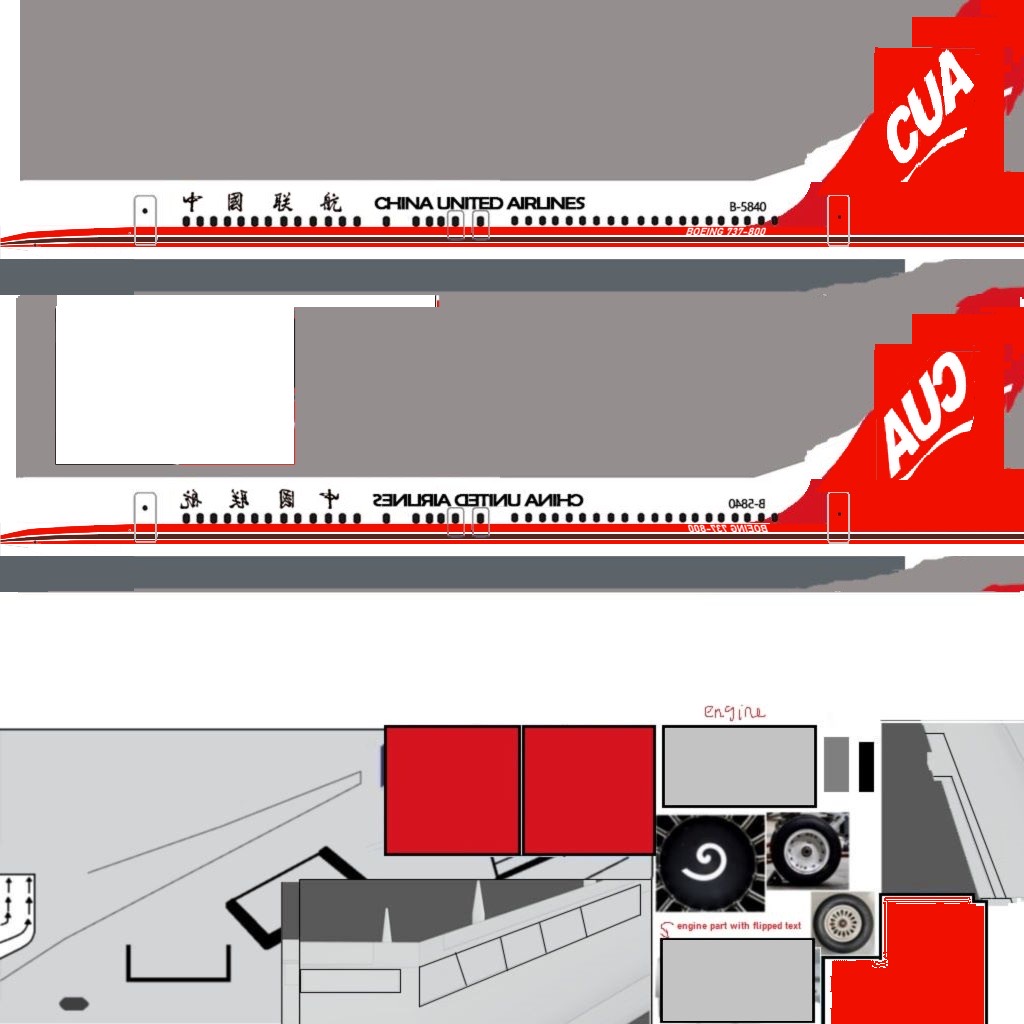 CUA
中國联航 CHINA UNITED AIRLINES
B-5840
BOEING 737-800
CUA
中國联航 CHINA UNITED AIRLINES
B-5840
BOEING 737-800
engine
engine part with flipped text